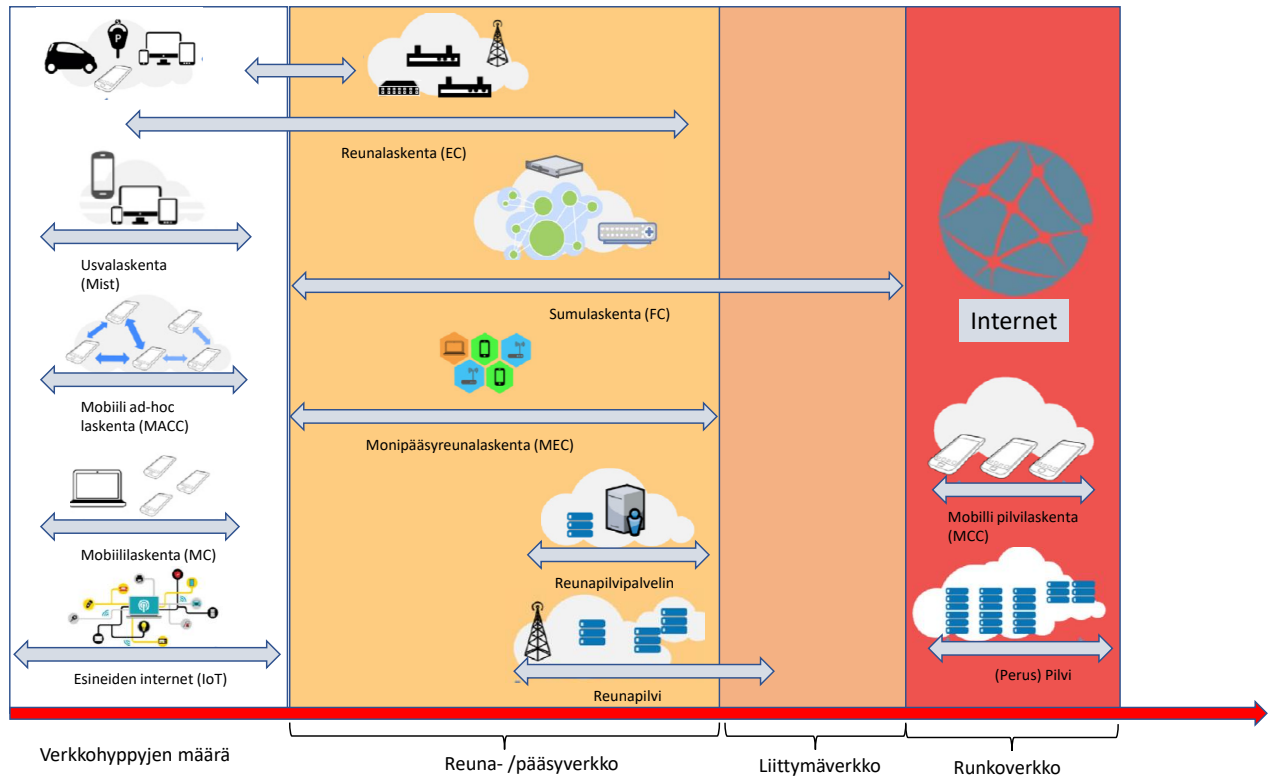 P
Reunalaskenta (EC)
Usvalaskenta
(Mist)
Sumulaskenta (FC)
Internet
Mobiili ad-hoc
laskenta (MACC)
Monipääsyreunalaskenta (MEC)
Mobiililaskenta (MC)
Reunapilvipalvelin
Mobilli pilvilaskenta
(MCC)
Esineiden internet (IoT)
Reunapilvi
(Perus) Pilvi
Verkkohyppyjen määrä
Reuna- /pääsyverkko
Liittymäverkko
Runkoverkko